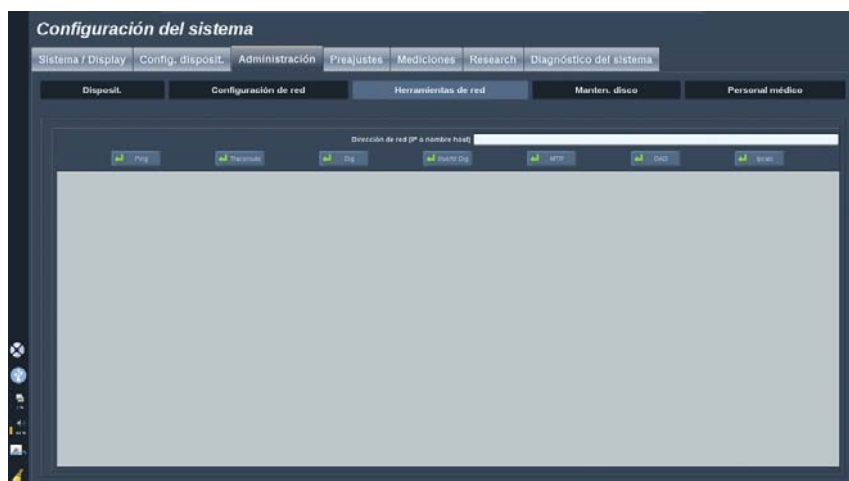 Configuración del sistema
Sistema / Display Config. disposit. Administración Preajustes Mediciones Research Diagnóstico del sistema
Disposit. Configuración de red Herramientas de red Manten. disco Personal médico
Dirección de red (IP o nombre host)
Ping Traceroute Dig